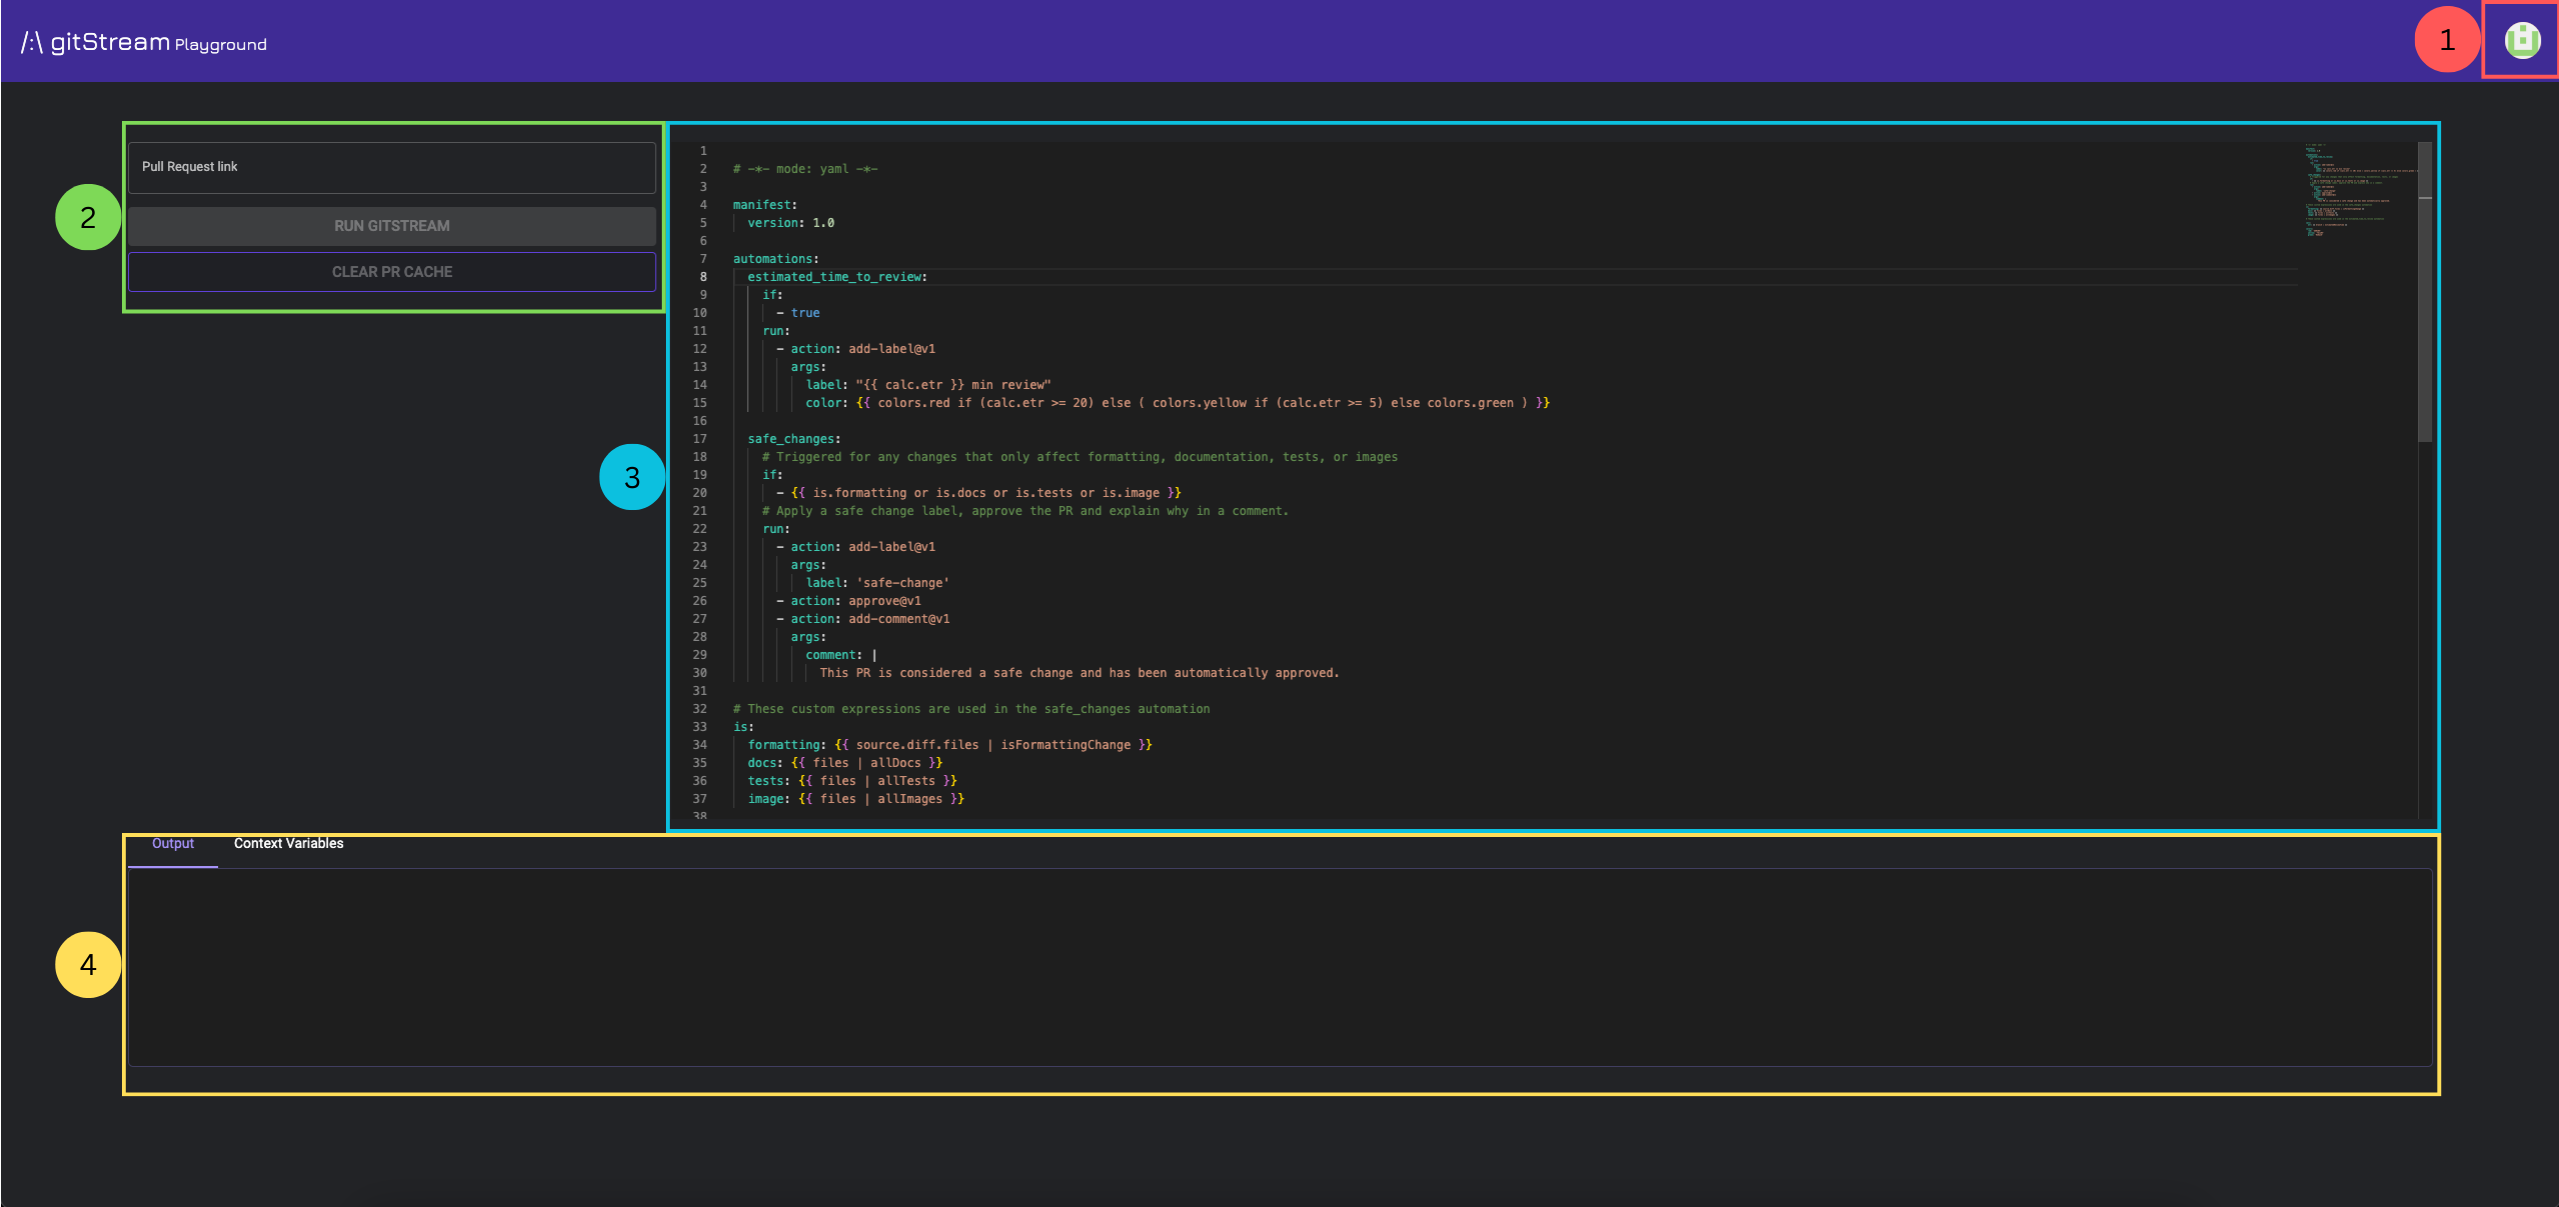 /:\ gitStream Playground
1
2
Pull Request link
RUN GITSTREAM
CLEAR PR CACHE
3
1
2 # -*- mode: yaml -*-
3
4 manifest:
5   version: 1.0
6
7 automations:
8   estimated_time_to_review:
9     if:
10       - true
11     run:
12       - action: add-label@v1
13         args:
14           label: "{{ calc.etr }} min review"
15           color: {{ colors.red if (calc.etr >= 20) else ( colors.yellow if (calc.etr >= 5) else colors.green ) }}
16
17   safe_changes:
18     # Triggered for any changes that only affect formatting, documentation, tests, or images
19     if:
20       - {{ is.formatting or is.docs or is.tests or is.image }}
21     # Apply a safe change label, approve the PR and explain why in a comment.
22     run:
23       - action: add-label@v1
24         args:
25           label: 'safe-change'
26       - action: approve@v1
27       - action: add-comment@v1
28         args:
29           comment: |
30             This PR is considered a safe change and has been automatically approved.
31
32 # These custom expressions are used in the safe_changes automation
33 is:
34   formatting: {{ source.diff.files | isFormattingChange }}
35   docs: {{ files | allDocs }}
36   tests: {{ files | allTests }}
37   image: {{ files | allImages }}
38
4
Output
Context Variables